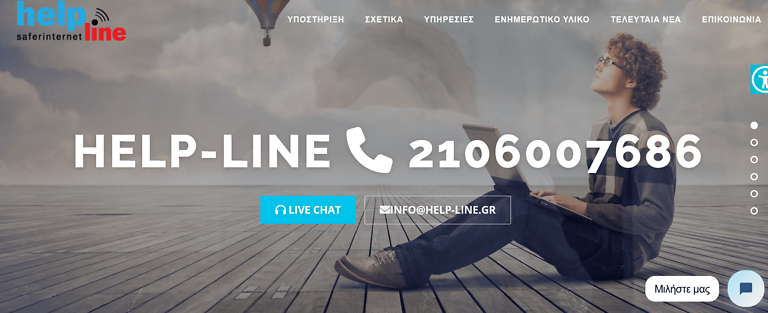 help
saferinternet line
ΥΠΟΣΤΗΡΙΞΗ ΣΧΕΤΙΚΑ ΥΠΗΡΕΣΙΕΣ ΕΝΗΜΕΡΩΤΙΚΟ ΥΛΙΚΟ ΤΕΛΕΥΤΑΙΑ ΝΕΑ ΕΠΙΚΟΙΝΩΝΙΑ
HELP-LINE 2106007686
LIVE CHAT INFO@HELP-LINE.GR
Μιλήστε μας